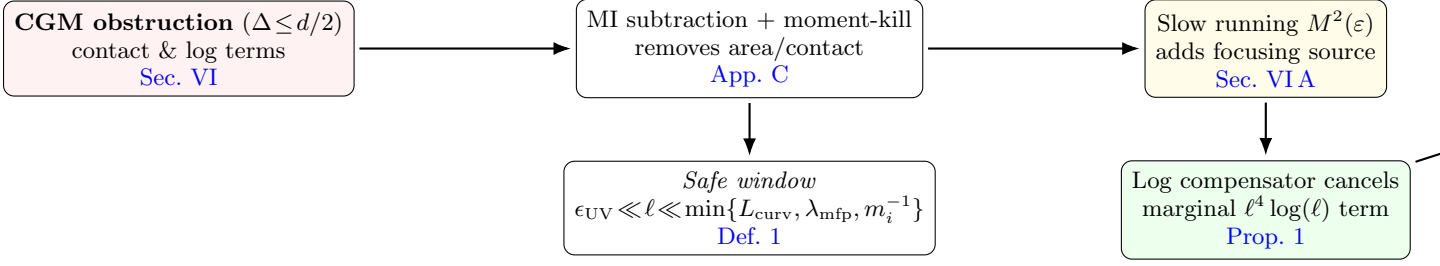 CGM obstruction (Δ ≤ d/2)
contact & log terms
Sec. VI
MI subtraction + moment-kill
removes area/contact
App. C
Slow running M²(ε)
adds focusing source
Sec. VI A
Safe window
ϵ_UV ≪ ℓ ≪ min{L_curv, λ_mfp, m_i^{-1}}
Def. 1
Log compensator cancels
marginal ℓ⁴ log(ℓ) term
Prop. 1